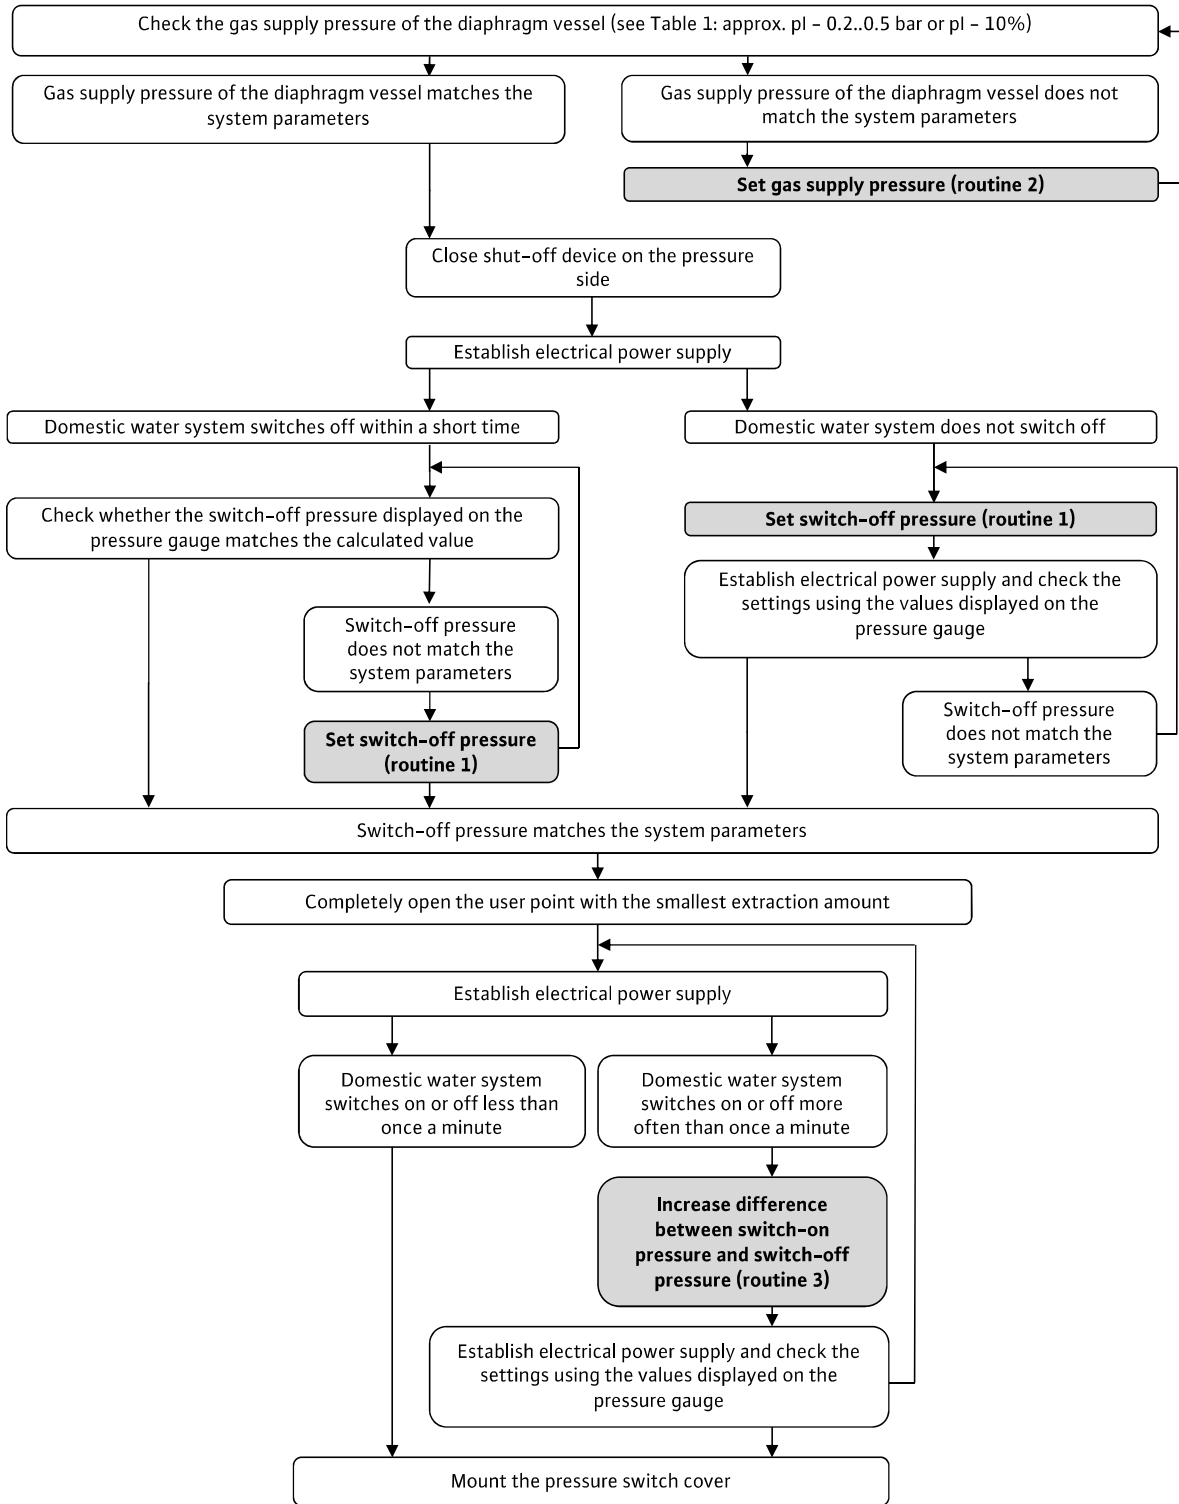 Check the gas supply pressure of the diaphragm vessel (see Table 1: approx. pI – 0.2..0.5 bar or pI – 10%)
Gas supply pressure of the diaphragm vessel matches the
system parameters
Gas supply pressure of the diaphragm vessel does not
match the system parameters
Set gas supply pressure (routine 2)
Close shut–off device on the pressure
side
Establish electrical power supply
Domestic water system switches off within a short time
Domestic water system does not switch off
Check whether the switch–off pressure displayed on the
pressure gauge matches the calculated value
Set switch–off pressure (routine 1)
Establish electrical power supply and check the
settings using the values displayed on the
pressure gauge
Switch–off pressure
does not match the
system parameters
Switch–off pressure
does not match the
system parameters
Set switch–off pressure
(routine 1)
Switch–off pressure matches the system parameters
Completely open the user point with the smallest extraction amount
Establish electrical power supply
Domestic water system
switches on or off less than
once a minute
Domestic water system
switches on or off more
often than once a minute
Increase difference
between switch–on
pressure and switch–off
pressure (routine 3)
Establish electrical power supply and check the
settings using the values displayed on the
pressure gauge
Mount the pressure switch cover